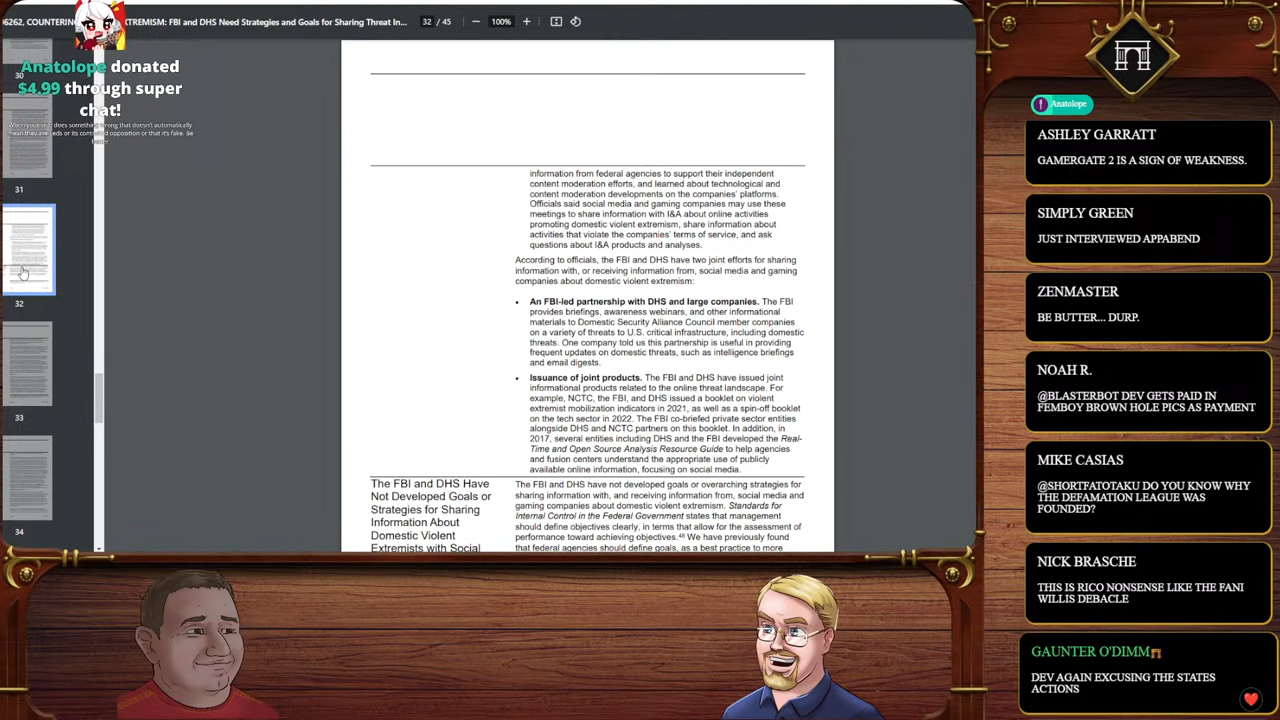 06262, COUNTERIN
EXTREMISM: FBI and DHS Need Strategies and Goals for Sharing Threat In...
32 / 45
100%
Anatolope donated
$4.99 through super
chat!
31
32
33
34
information from federal agencies to support their independent
content moderation efforts, and learned about technological and
content moderation developments on the companies' platforms.
Officials said social media and gaming companies may use these
meetings to share information with I&A about online activities
promoting domestic violent extremism, share information about
activities that violate the companies' terms of service, and ask
questions about I&A products and analyses.
According to officials, the FBI and DHS have two joint efforts for sharing
information with, or receiving information from, social media and gaming
companies about domestic violent extremism:
• An FBI-led partnership with DHS and large companies. The FBI
provides briefings, awareness webinars, and other informational
materials to Domestic Security Alliance Council member companies
on a variety of threats to U.S. critical infrastructure, including domestic
threats. One company told us this partnership is useful in providing
frequent updates on domestic threats, such as intelligence briefings
and email digests.
• Issuance of joint products. The FBI and DHS have issued joint
informational products related to the online threat landscape. For
example, NCTC, the FBI, and DHS issued a booklet on violent
extremist mobilization indicators in 2021, as well as a spin-off booklet
on the tech sector in 2022. The FBI co-briefed private sector entities
alongside DHS and NCTC partners on this booklet. In addition, in
2017, several entities including DHS and the FBI developed the Real-
Time and Open Source Analysis Resource Guide to help agencies
and fusion centers understand the appropriate use of publicly
available online information, focusing on social media.
The FBI and DHS Have
Not Developed Goals or
Strategies for Sharing
Information About
Domestic Violent
Extremists with Social
The FBI and DHS have not developed goals or overarching strategies for
sharing information with, and receiving information from, social media and
gaming companies about domestic violent extremism. Standards for
Internal Control in the Federal Government states that management
should define objectives clearly, in terms that allow for the assessment of
performance toward achieving objectives.⁴⁸ We have previously found
that federal agencies should define goals, as a best practice to more
Anatolope
ASHLEY GARRATT
GAMERGATE 2 IS A SIGN OF WEAKNESS.
SIMPLY GREEN
JUST INTERVIEWED APPABEND
ZENMASTER
BE BUTTER... DURP.
NOAH R.
@BLASTERBOT DEV GETS PAID IN
FEMBOY BROWN HOLE PICS AS PAYMENT
MIKE CASIAS
@SHORTFATOTAKU DO YOU KNOW WHY
THE DEFAMATION LEAGUE WAS
FOUNDED?
NICK BRASCHE
THIS IS RICO NONSENSE LIKE THE FANI
WILLIS DEBACLE
GAUNTER O'DIMM
DEV AGAIN EXCUSING THE STATES
ACTIONS